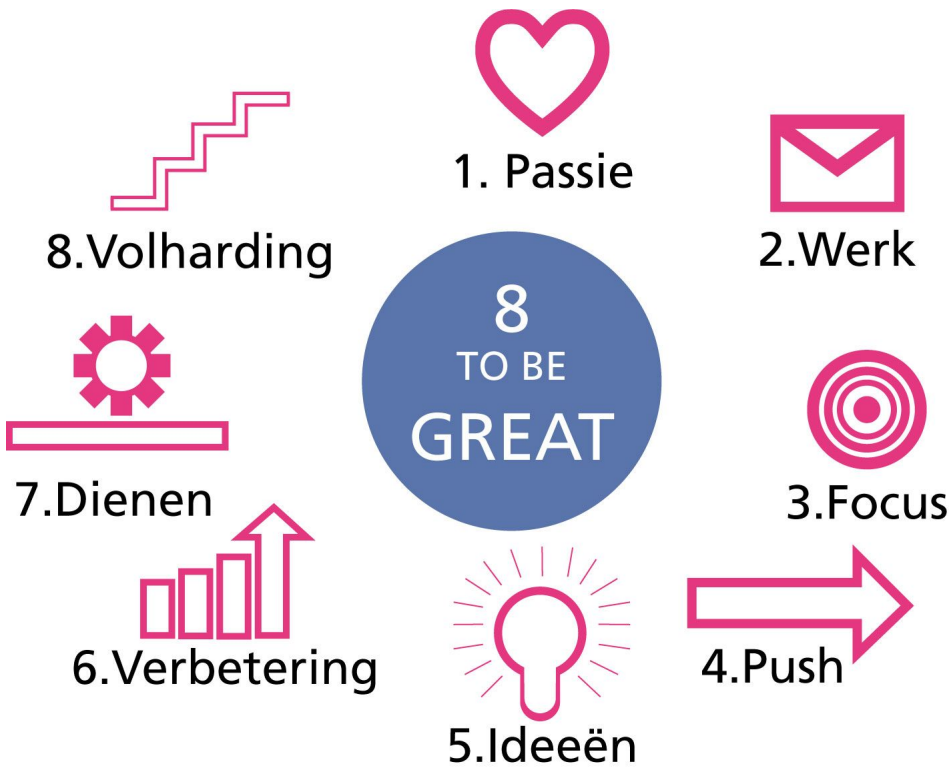 8
TO BE
GREAT
1. Passie
2.Werk
3.Focus
4.Push
5.Ideeën
6.Verbetering
7.Dienen
8.Volharding